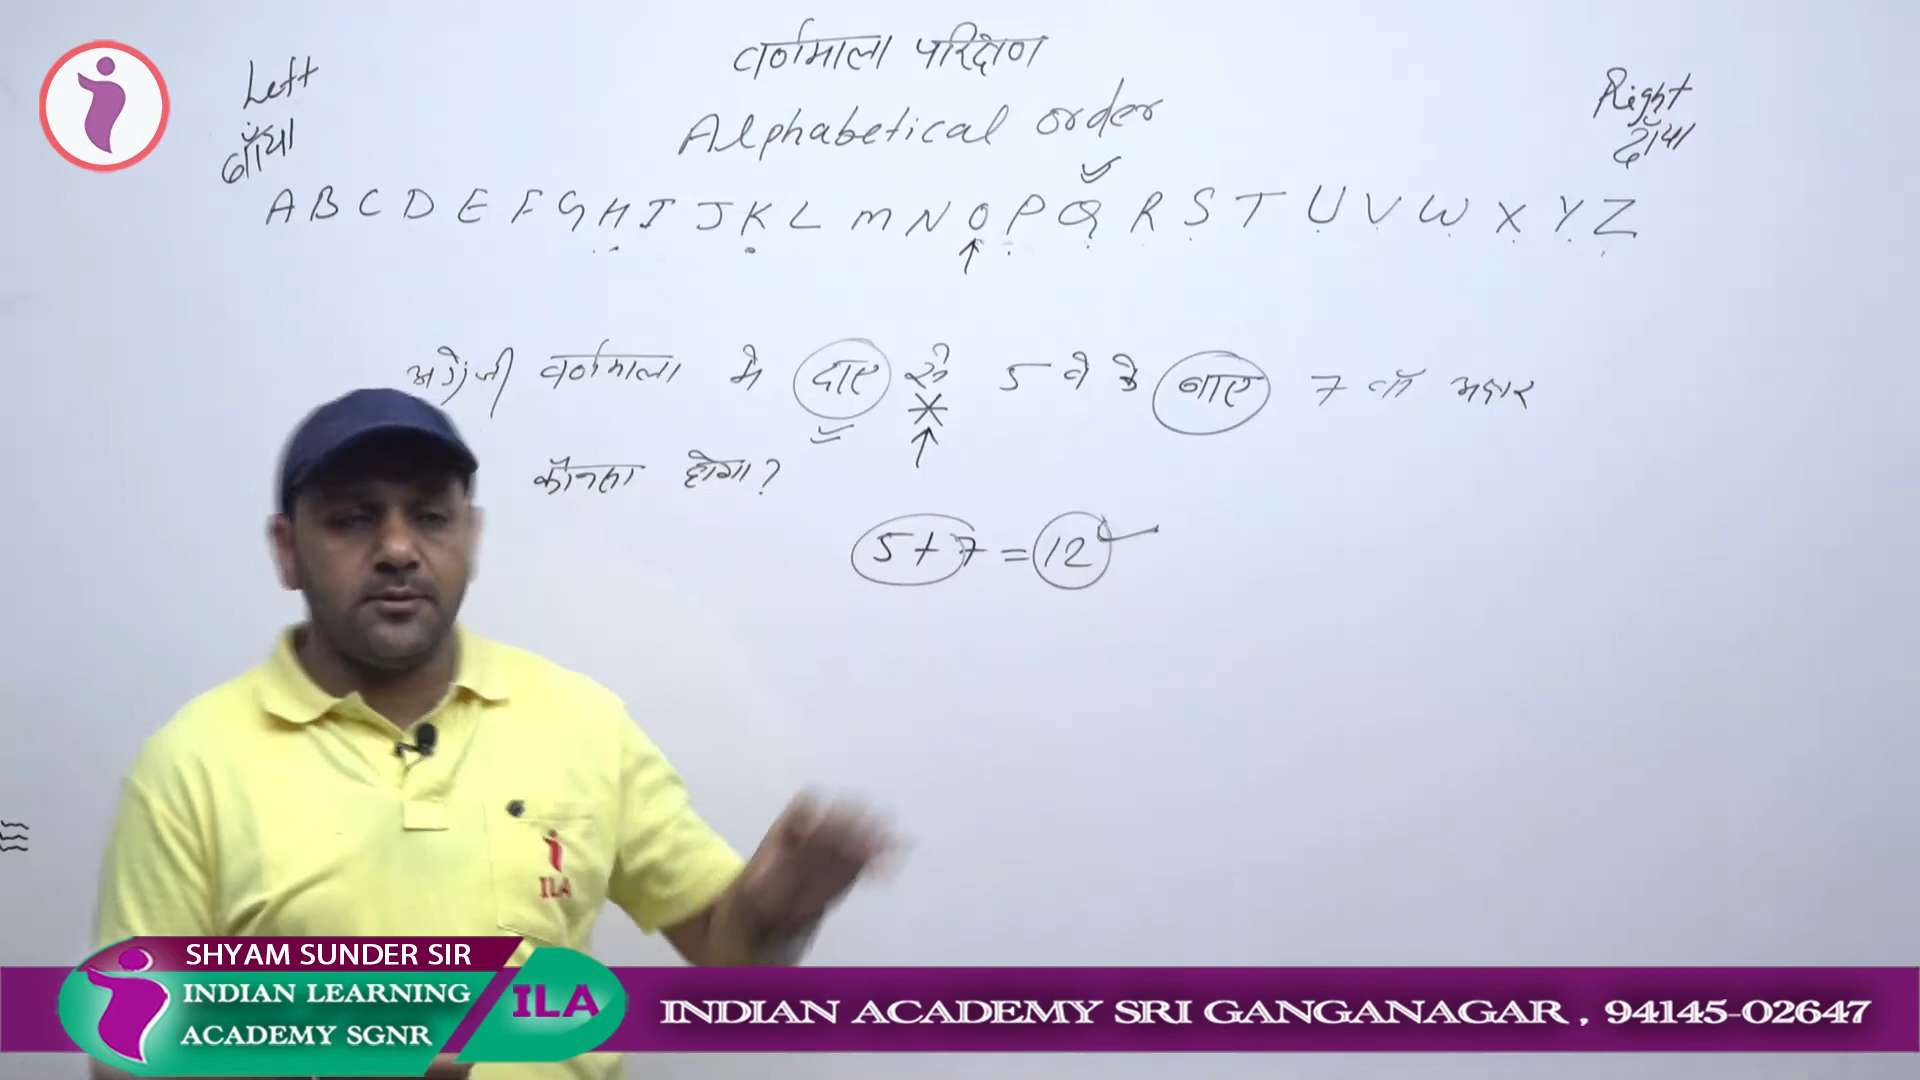 वर्णमाला परिक्षण
Left
बाँया
Alphabetical order
Right
दाँया
A B C D E F G H I J K L M N O P Q R S T U V W X Y Z
अंग्रेजी वर्णमाला मे दाए से 5 वे के बाए 7 वाँ अक्षर
कौनसा होगा?
5+7 = 12
ILA
SHYAM SUNDER SIR
INDIAN LEARNING
ACADEMY SGNR
ILA
INDIAN ACADEMY SRI GANGANAGAR , 94145-02647